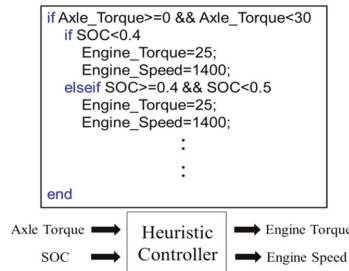 if Axle_Torque>=0 && Axle_Torque<30
if SOC<0.4
Engine_Torque=25;
Engine_Speed=1400;
elseif SOC>=0.4 && SOC<0.5
Engine_Torque=25;
Engine_Speed=1400;
:
:
end
Axle Torque
Heuristic
Engine Torque
SOC
Controller
Engine Speed